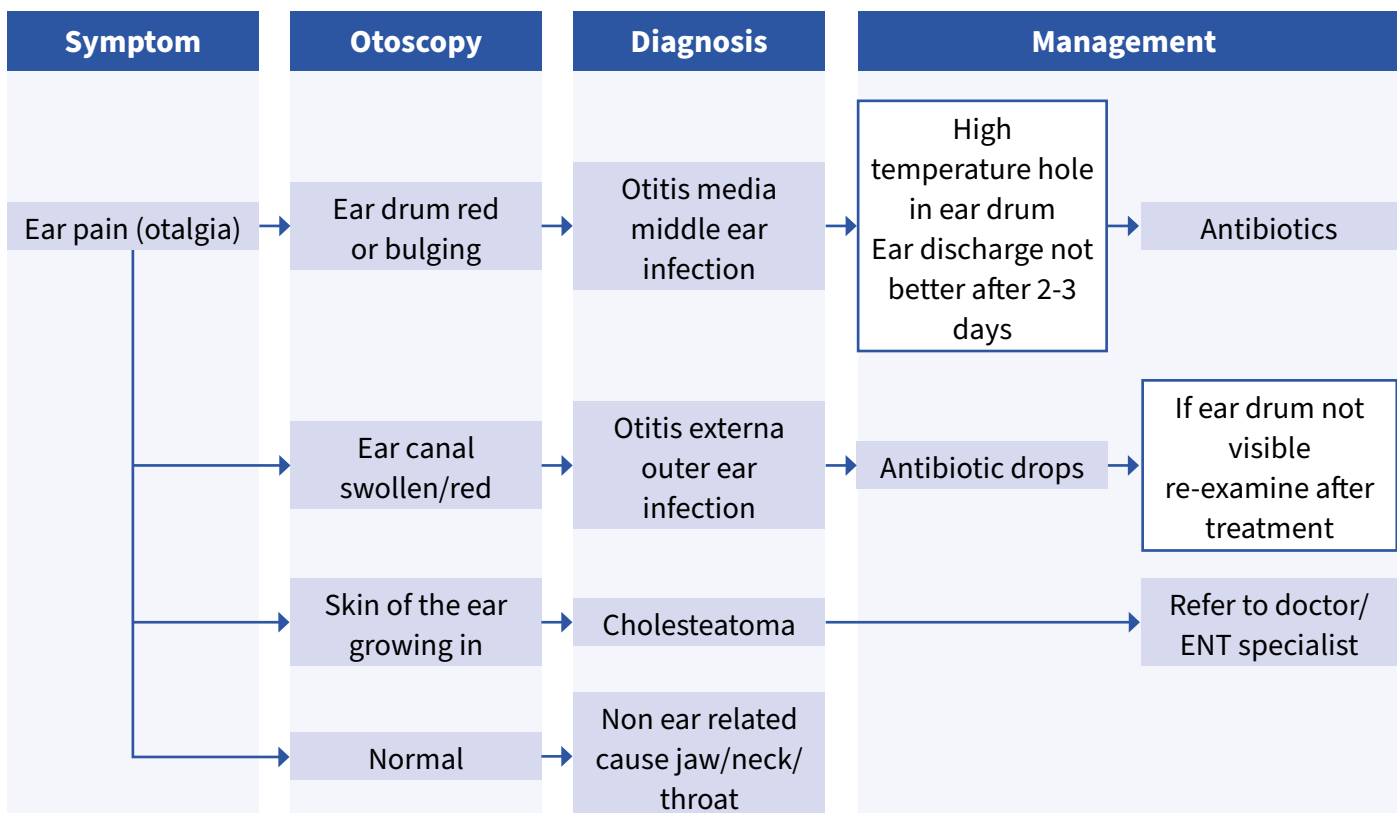 Symptom
Otoscopy
Diagnosis
Management
Ear pain (otalgia)
Ear drum red
or bulging
Otitis media
middle ear
infection
High
temperature hole
in ear drum
Ear discharge not
better after 2-3
days
Antibiotics
Ear canal
swollen/red
Otitis externa
outer ear
infection
Antibiotic drops
If ear drum not
visible
re-examine after
treatment
Skin of the ear
growing in
Cholesteatoma
Refer to doctor/
ENT specialist
Normal
Non ear related
cause jaw/neck/
throat